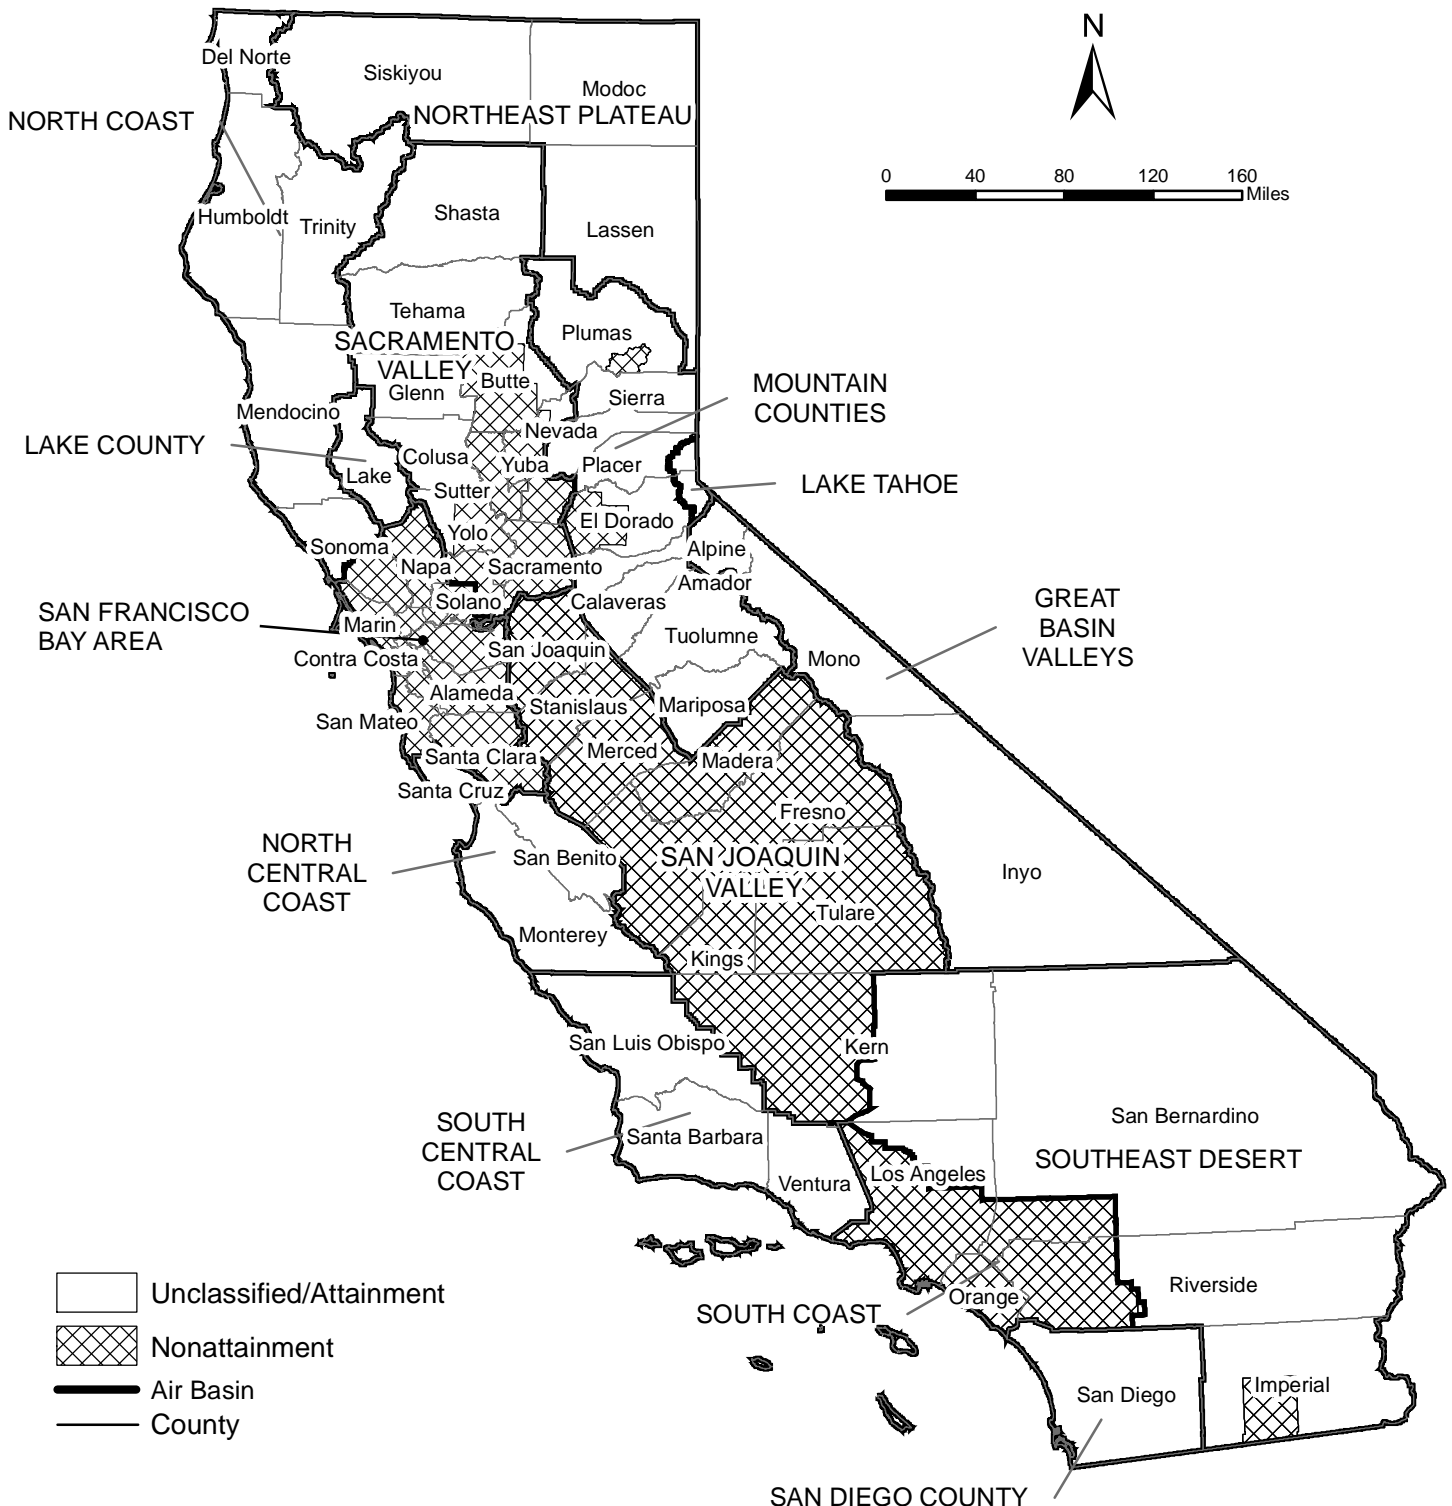 N
0 40 80 120 160
Miles
Del Norte
Siskiyou
Modoc
NORTHEAST PLATEAU
NORTH COAST
Humboldt
Trinity
Shasta
Lassen
Tehama
Plumas
SACRAMENTO
VALLEY
Glenn
Butte
Sierra
MOUNTAIN
COUNTIES
Mendocino
Nevada
LAKE COUNTY
Lake
Colusa
Yuba
Placer
LAKE TAHOE
Sutter
El Dorado
Yolo
Sonoma
Napa
Sacramento
Alpine
Amador
Solano
Calaveras
SAN FRANCISCO
BAY AREA
Marin
Tuolumne
GREAT
BASIN
VALLEYS
Contra Costa
San Joaquin
Mono
Alameda
Stanislaus
Mariposa
San Mateo
Santa Clara
Merced
Madera
Santa Cruz
Fresno
NORTH
CENTRAL
COAST
San Benito
SAN JOAQUIN
VALLEY
Inyo
Tulare
Monterey
Kings
San Luis Obispo
Kern
SOUTH
CENTRAL
COAST
Santa Barbara
San Bernardino
SOUTHEAST DESERT
Ventura
Los Angeles
Riverside
Orange
SOUTH COAST
Imperial
San Diego
SAN DIEGO COUNTY
Unclassified/Attainment
Nonattainment
Air Basin
County